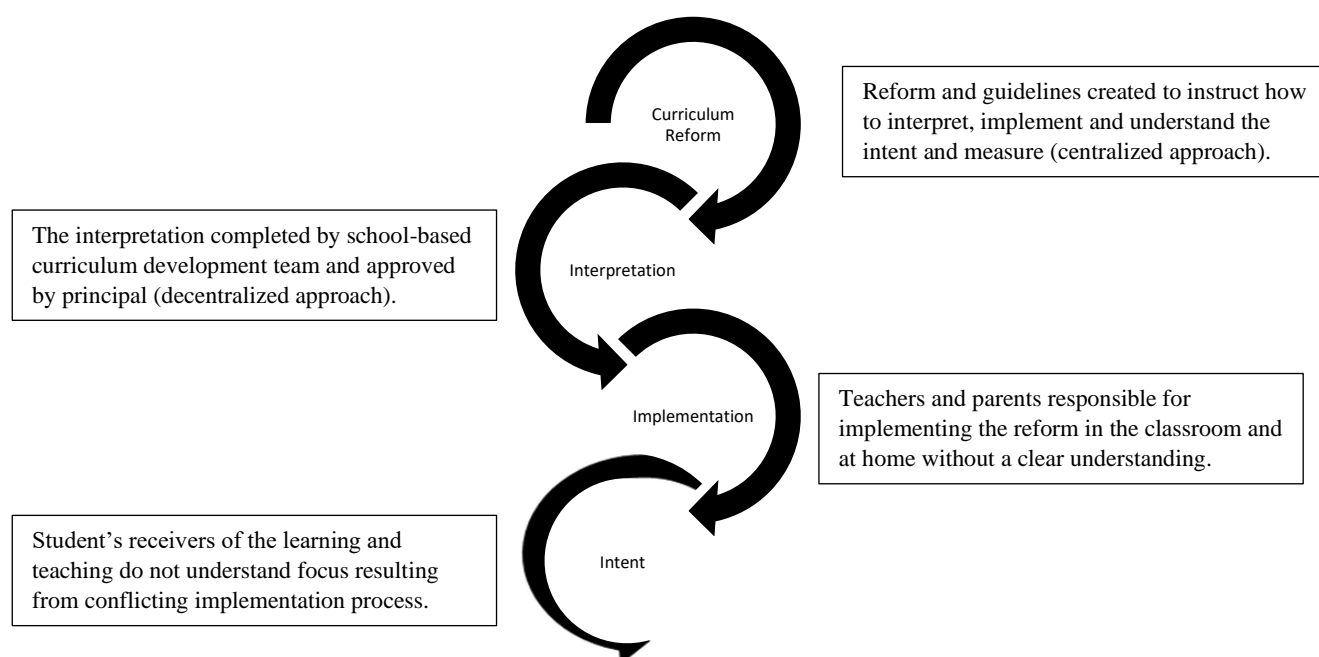 Curriculum
Reform
Reform and guidelines created to instruct how
to interpret, implement and understand the
intent and measure (centralized approach).
The interpretation completed by school-based
curriculum development team and approved
by principal (decentralized approach).
Interpretation
Implementation
Teachers and parents responsible for
implementing the reform in the classroom and
at home without a clear understanding.
Student’s receivers of the learning and
teaching do not understand focus resulting
from conflicting implementation process.
Intent